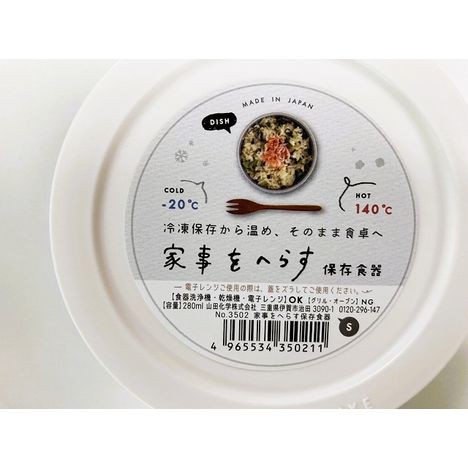 MADE IN JAPAN
DISH
COLD
-20℃
HOT
140℃
冷凍保存から温め、そのまま食卓へ
家事をへらす 保存食器
電子レンジご使用の際は、蓋をズラしてご使用ください。
【食器洗浄機・乾燥機・電子レンジ】OK【グリル・オーブン】NG
【容量】280ml 山田化学株式会社 三重県伊賀市治田 3090-1 0120-296-147
No.3502 家事をへらす保存食器
S
4 965534 350211